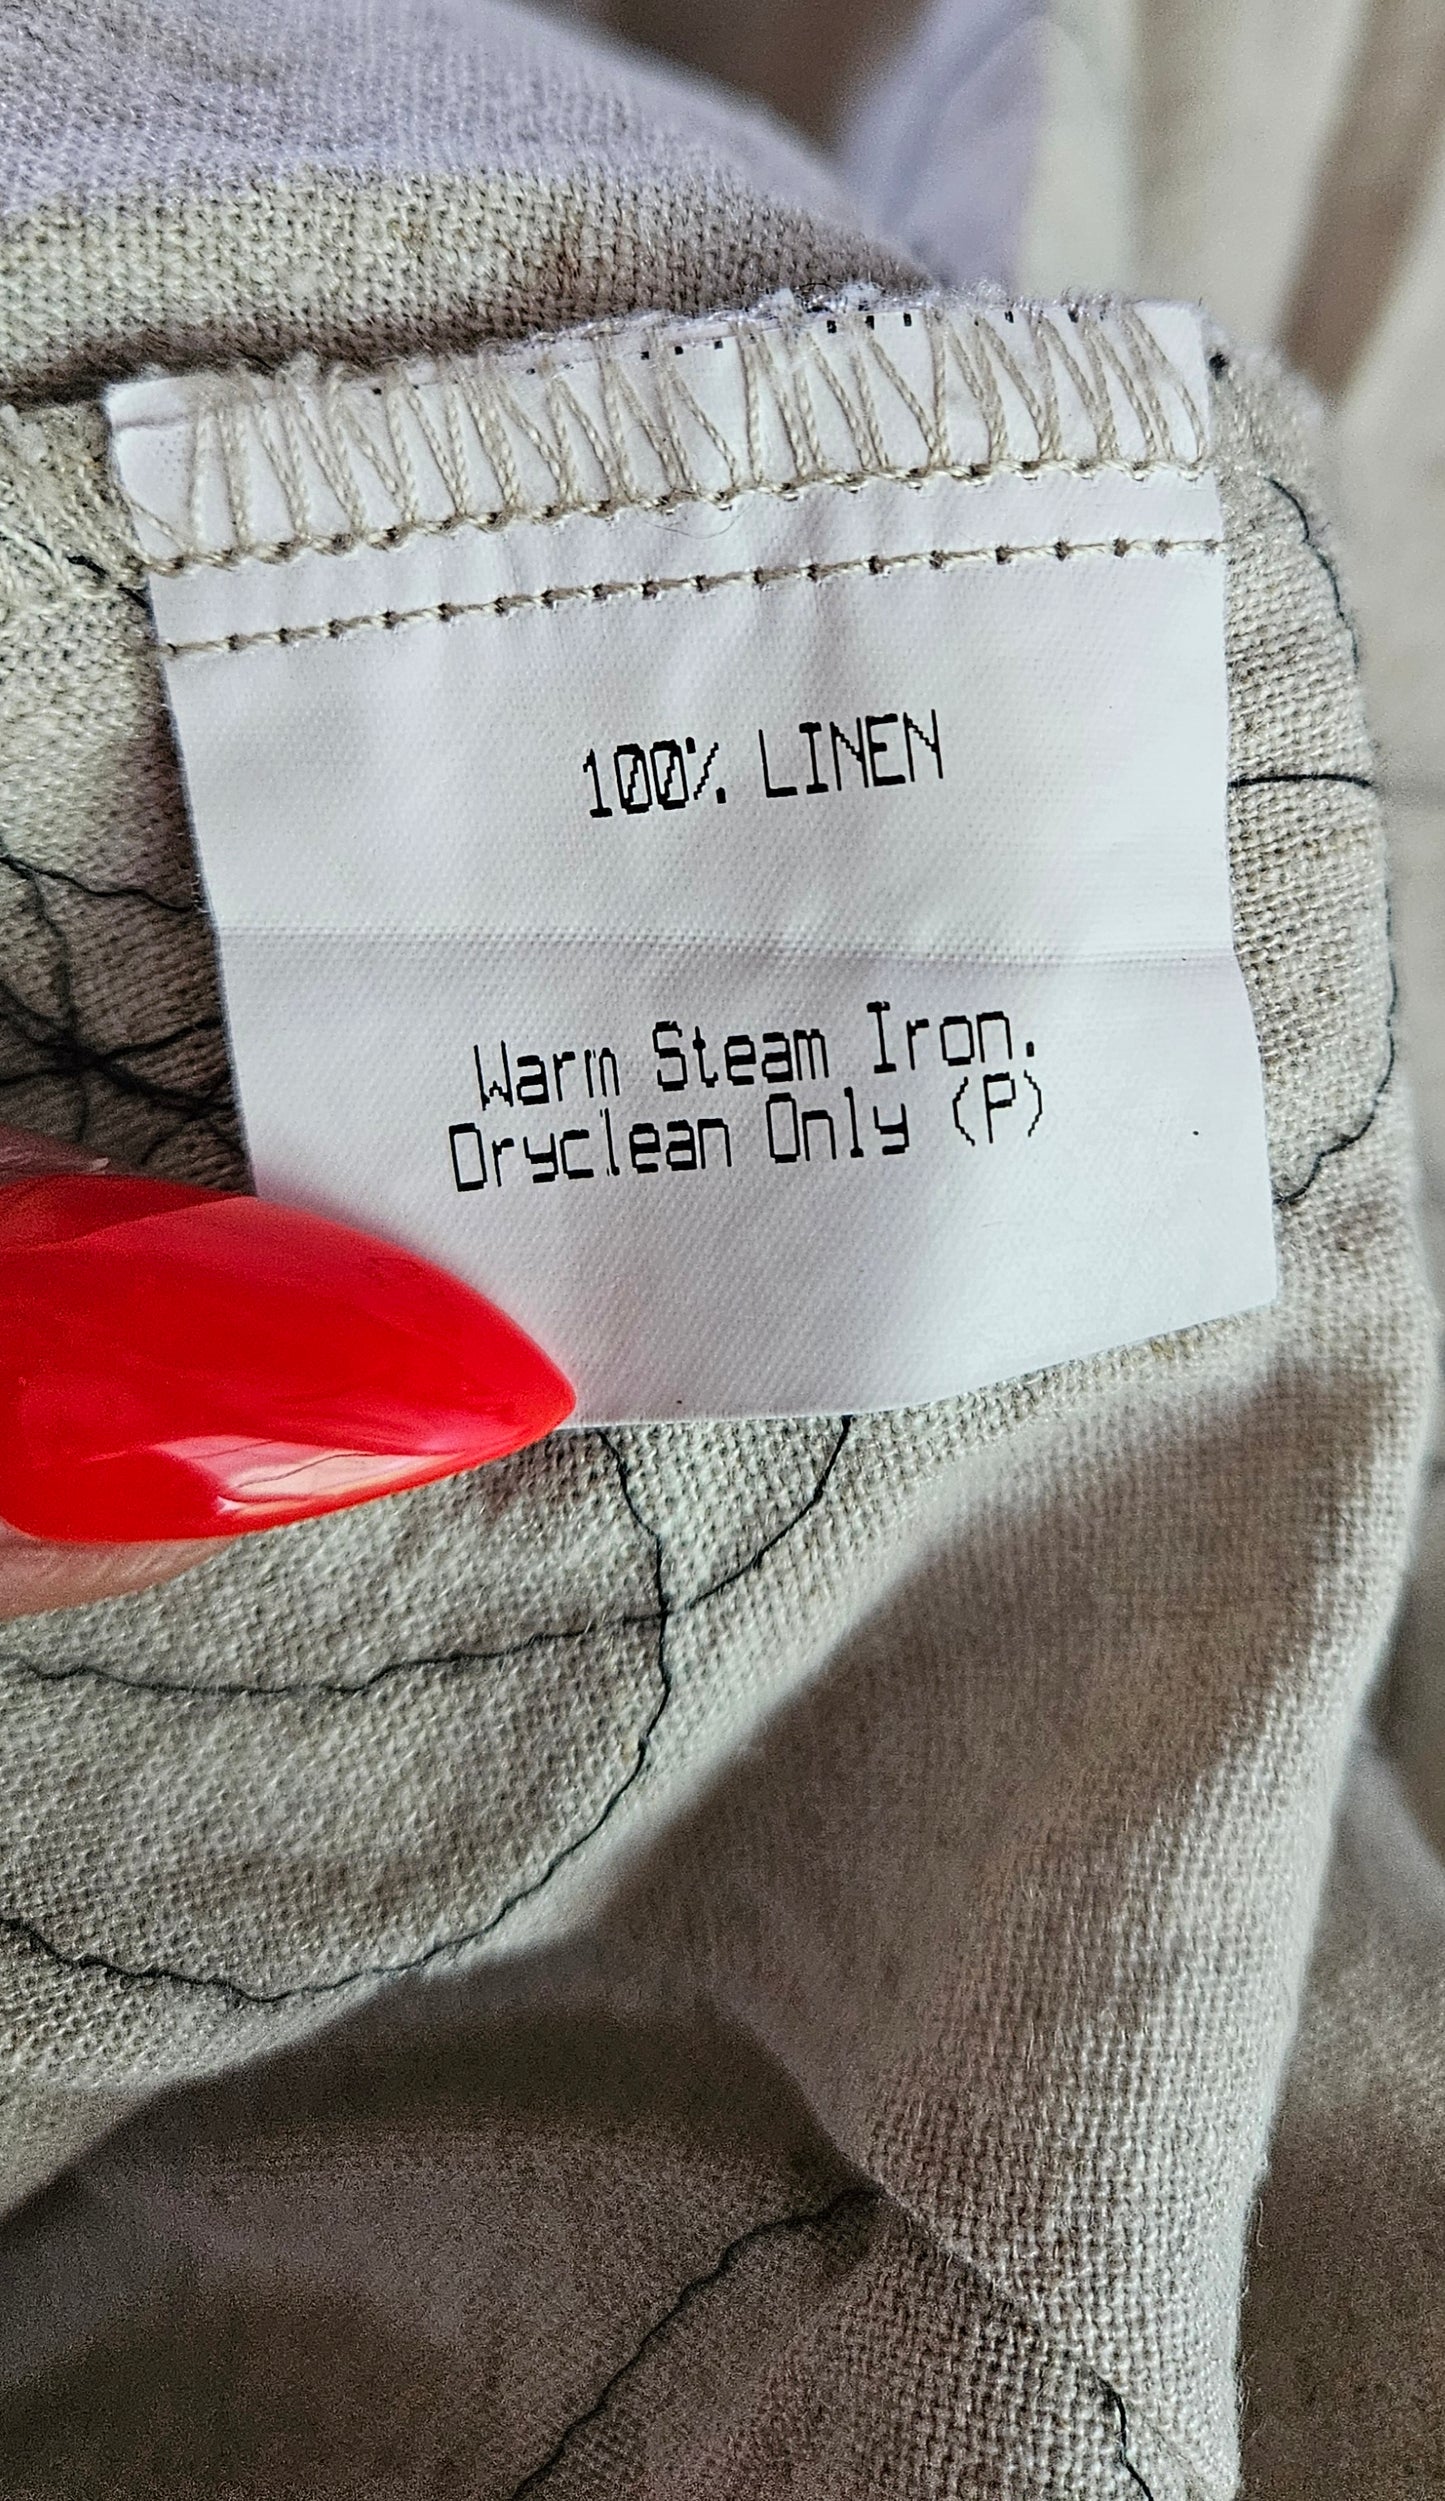 100% LINEN
Warm Steam Iron.
Dryclean Only (P)